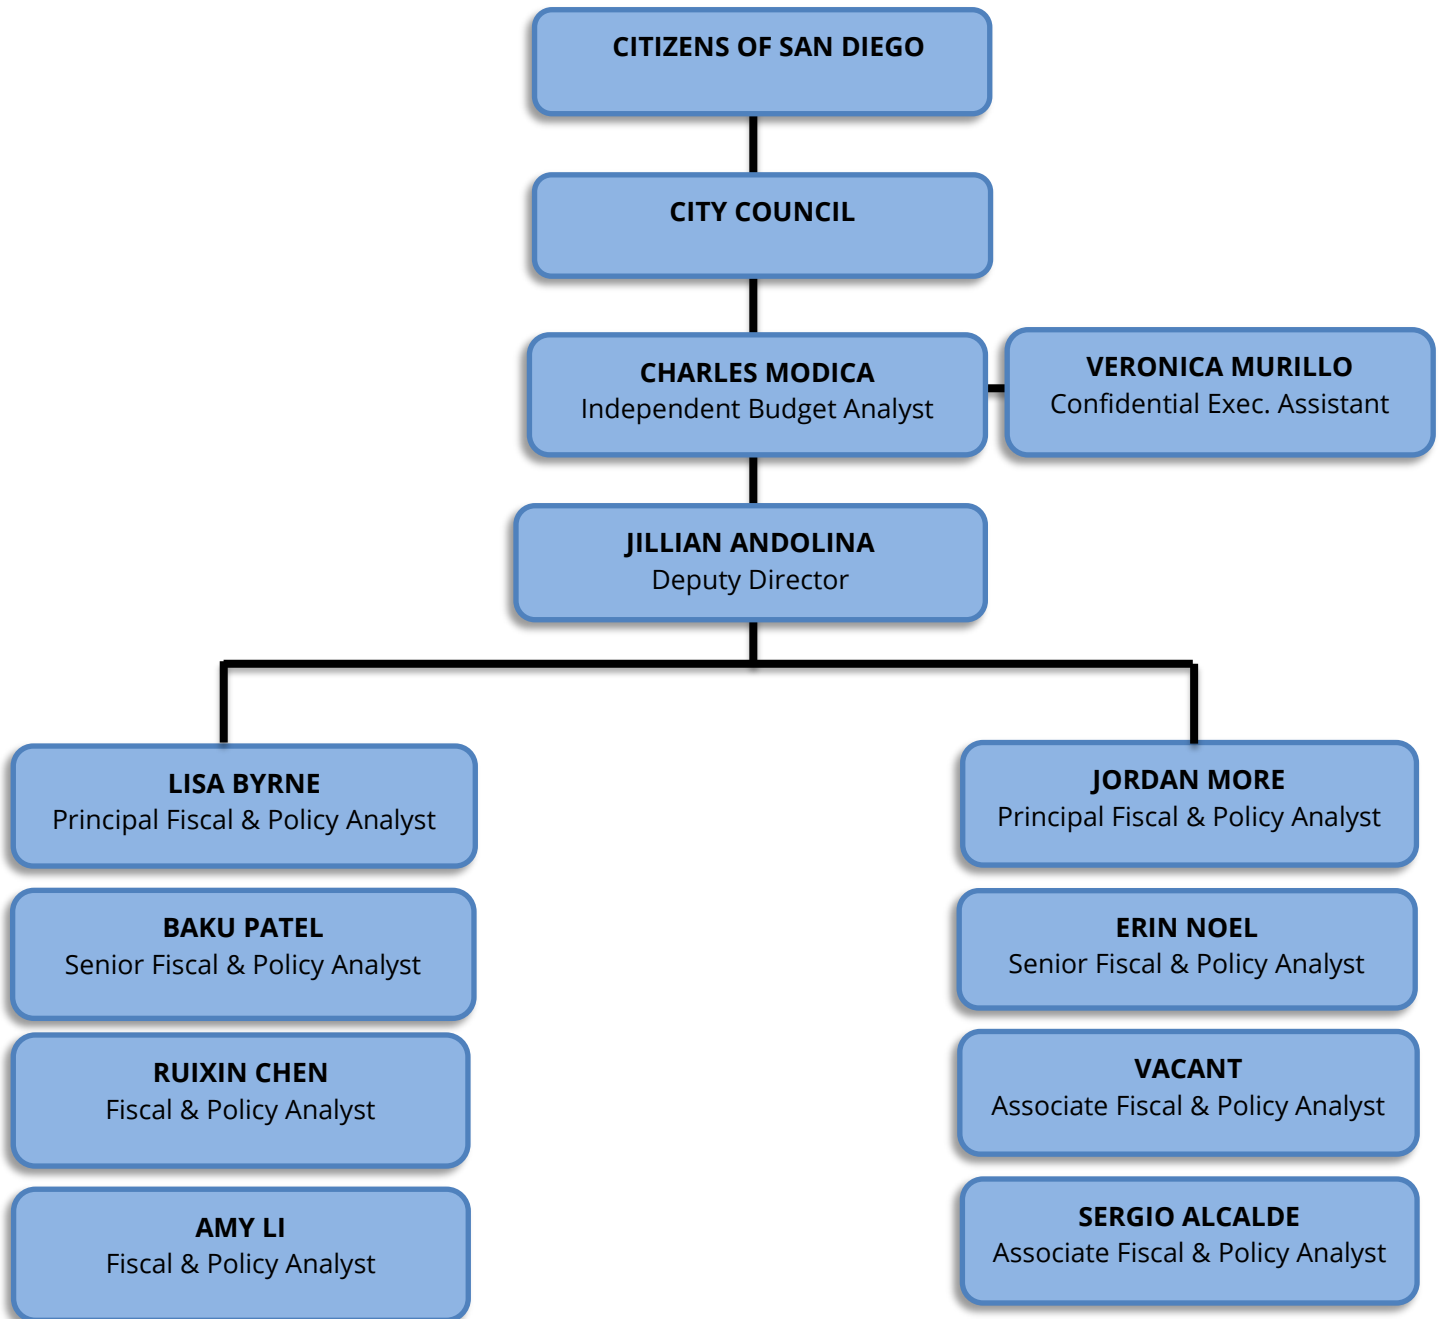 CITIZENS OF SAN DIEGO
CITY COUNCIL
CHARLES MODICA
Independent Budget Analyst
VERONICA MURILLO
Confidential Exec. Assistant
JILLIAN ANDOLINA
Deputy Director
LISA BYRNE
Principal Fiscal & Policy Analyst
BAKU PATEL
Senior Fiscal & Policy Analyst
RUIXIN CHEN
Fiscal & Policy Analyst
AMY LI
Fiscal & Policy Analyst
JORDAN MORE
Principal Fiscal & Policy Analyst
ERIN NOEL
Senior Fiscal & Policy Analyst
VACANT
Associate Fiscal & Policy Analyst
SERGIO ALCALDE
Associate Fiscal & Policy Analyst